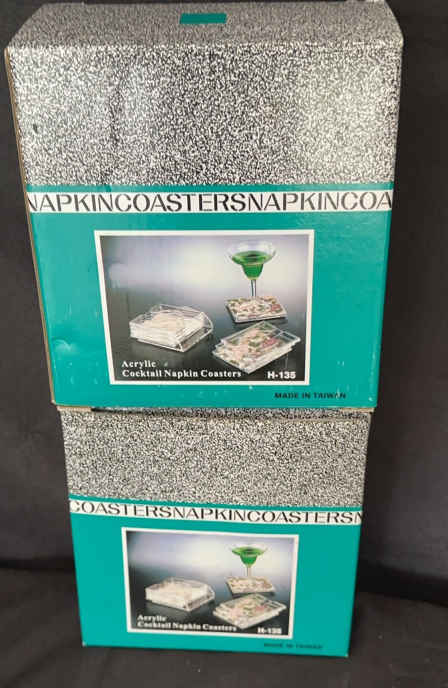 NAPKINCOASTERSNAPKINCOA
Acrylic
Cocktail Napkin Coasters
H-135
MADE IN TAIWAN
COASTERSNAPKINCOASTERSN
Acrylic
Cocktail Napkin Coasters
H-135
MADE IN TAIWAN